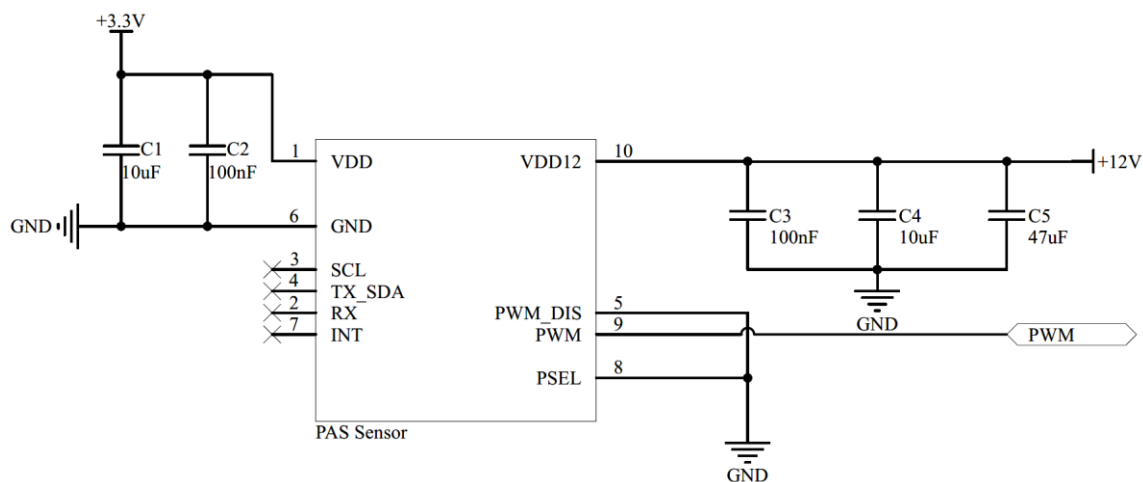 +3.3V
C1
10uF
C2
100nF
1
VDD
VDD12
10
+12V
GND
6
GND
C3
100nF
C4
10uF
C5
47uF
3
SCL
4
TX_SDA
2
RX
7
INT
PWM_DIS
5
PWM
9
GND
PWM
PSEL
8
PAS Sensor
GND